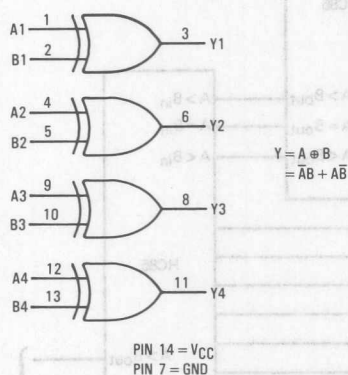 A1 1
3 Y1
B1 2
A2 4
6 Y2
B2 5
Y = A ⊕ B
= A̅B + AB̅
A3 9
8 Y3
B3 10
A4 12
11 Y4
B4 13
PIN 14 = VCC
PIN 7 = GND